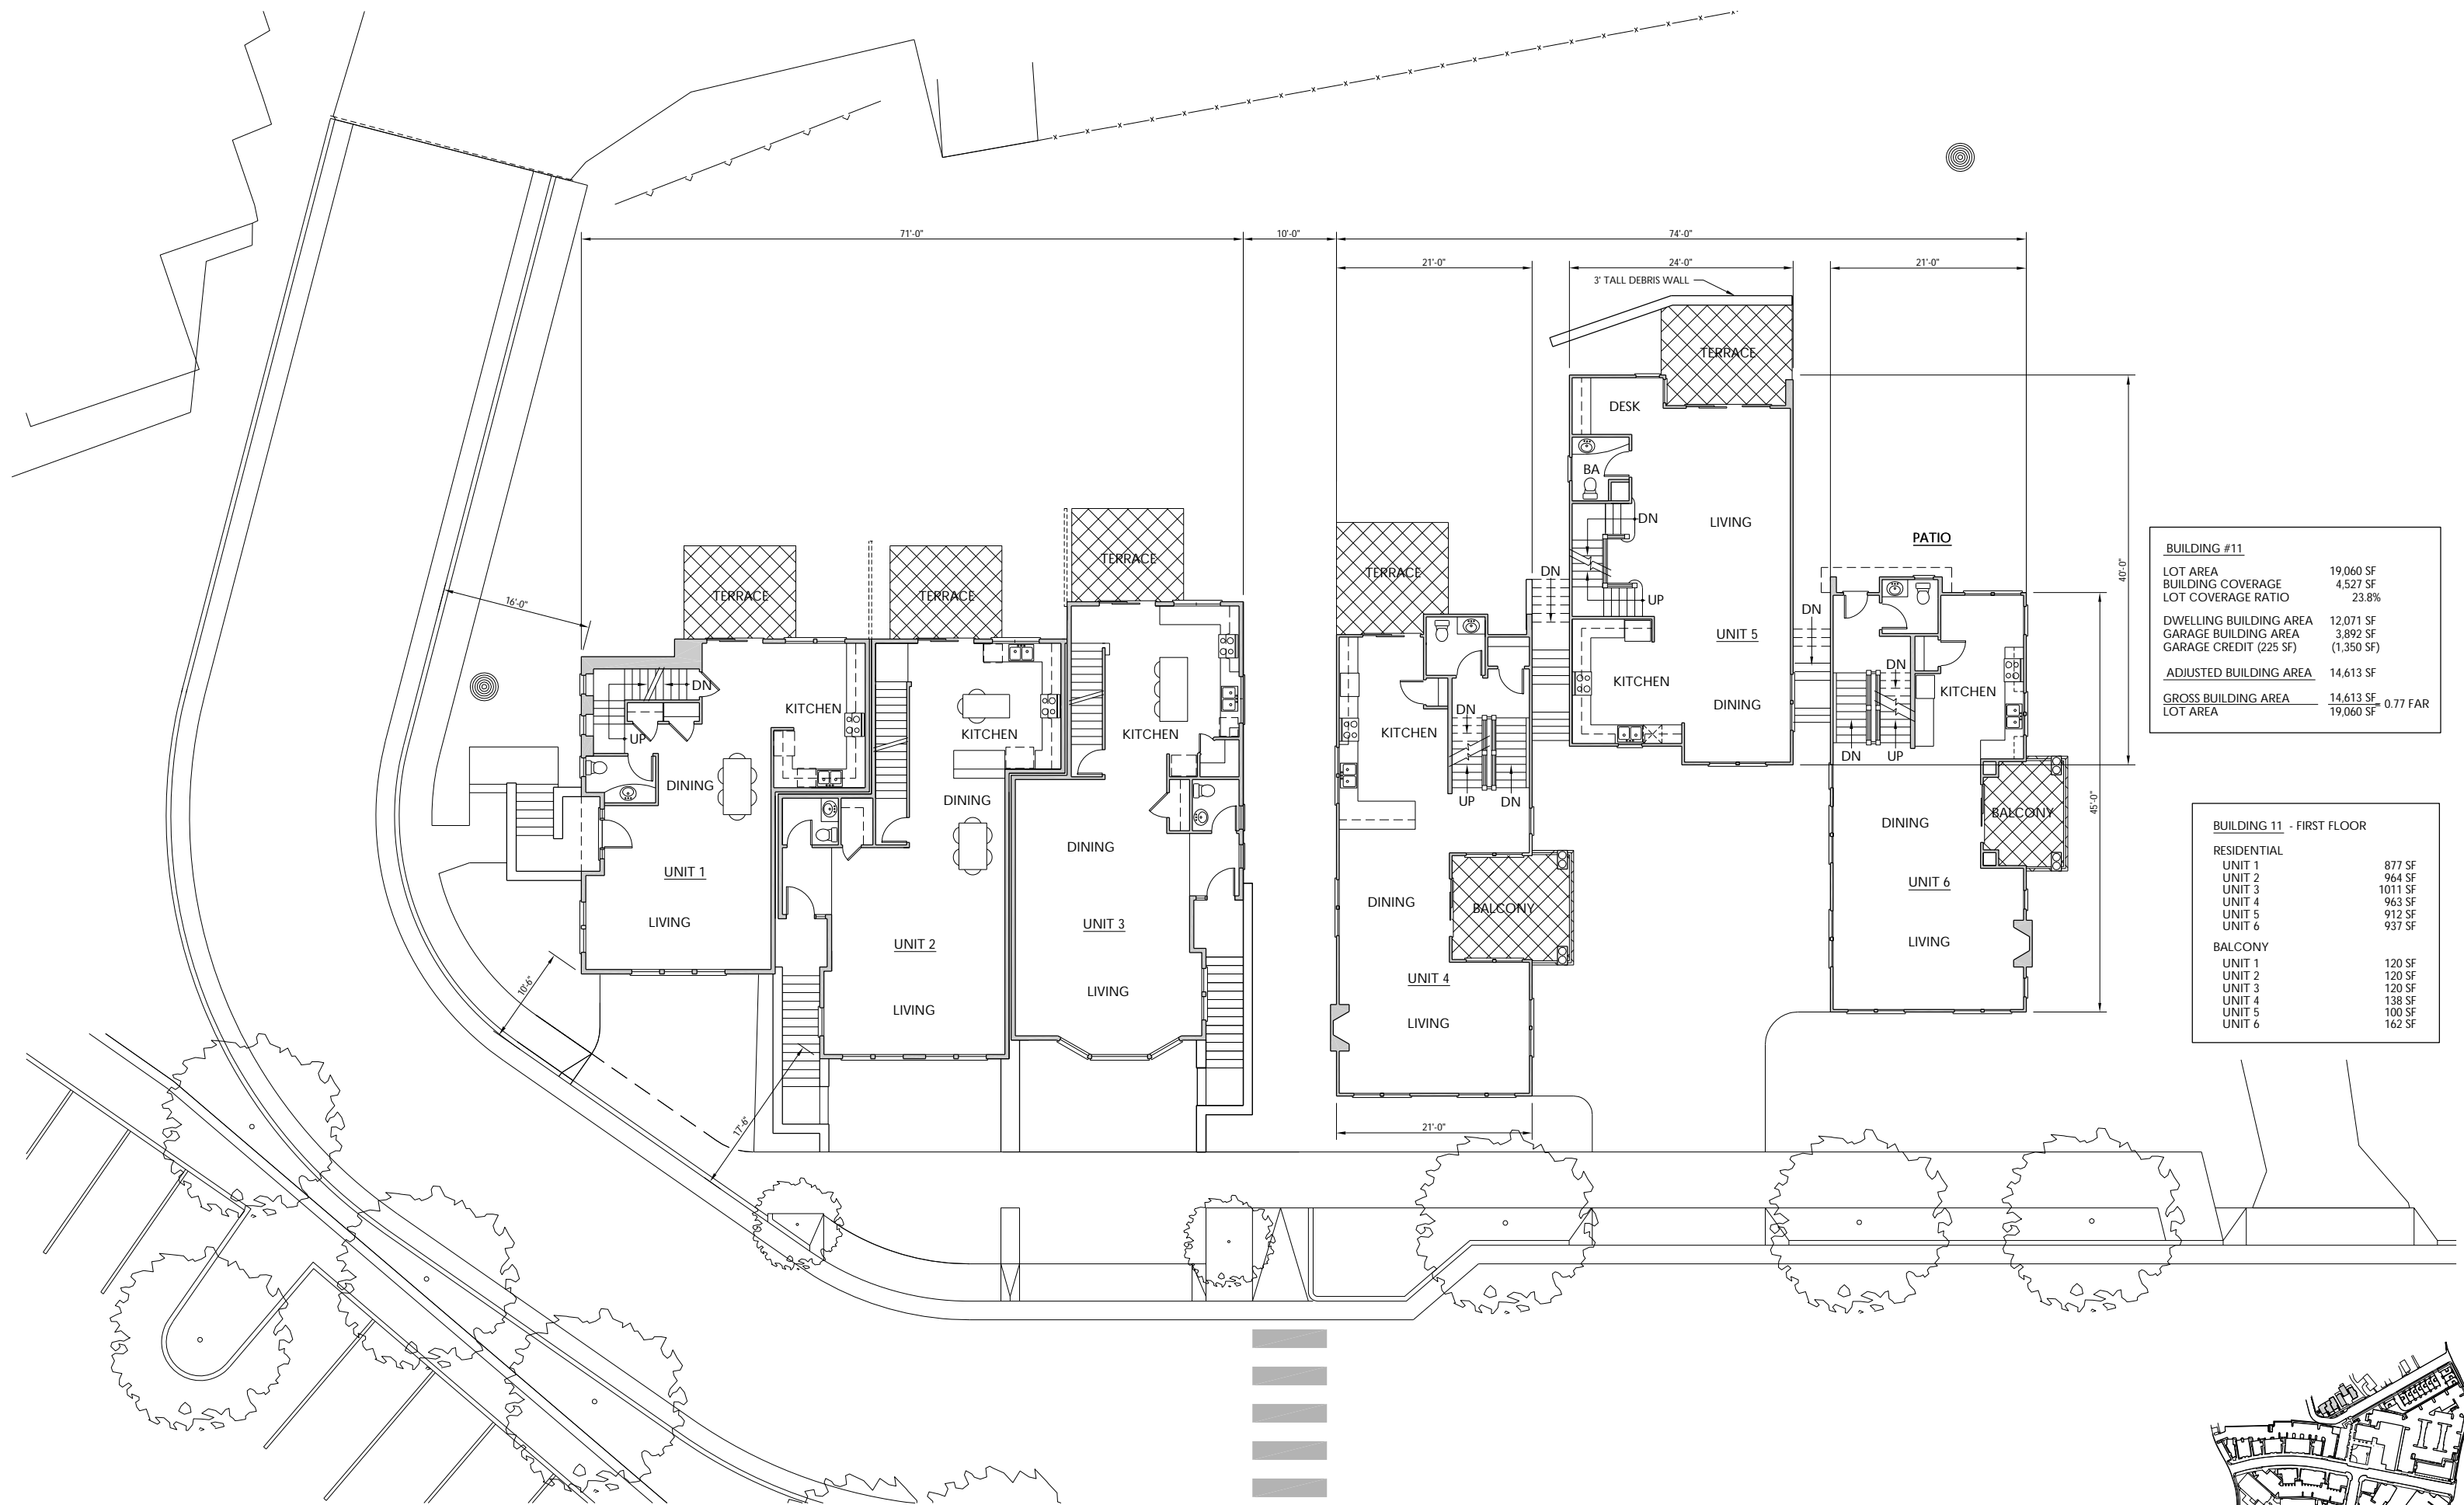 71'-0"
10'-0"
74'-0"
21'-0"
24'-0"
21'-0"
3' TALL DEBRIS WALL
TERRACE
DESK
BA
DN
LIVING
UP
UNIT 5
KITCHEN
DINING
PATIO
40'-0"
45'-0"
16'-0"
TERRACE
TERRACE
TERRACE
TERRACE
DN
DN
DN
UP
KITCHEN
DINING
UNIT 1
LIVING
KITCHEN
DINING
UNIT 2
LIVING
KITCHEN
DINING
UNIT 3
LIVING
KITCHEN
DN
UP
DN
DINING
BALCONY
UNIT 4
LIVING
21'-0"
DN
KITCHEN
DN
UP
DINING
BALCONY
UNIT 6
LIVING
10'-6"
17'-6"
BUILDING #11
LOT AREA 19,060 SF
BUILDING COVERAGE 4,527 SF
LOT COVERAGE RATIO 23.8%
DWELLING BUILDING AREA 12,071 SF
GARAGE BUILDING AREA 3,892 SF
GARAGE CREDIT (225 SF) (1,350 SF)
ADJUSTED BUILDING AREA 14,613 SF
GROSS BUILDING AREA 14,613 SF
LOT AREA 19,060 SF = 0.77 FAR
BUILDING 11 - FIRST FLOOR
RESIDENTIAL
UNIT 1 877 SF
UNIT 2 964 SF
UNIT 3 1011 SF
UNIT 4 963 SF
UNIT 5 912 SF
UNIT 6 937 SF
BALCONY
UNIT 1 120 SF
UNIT 2 120 SF
UNIT 3 120 SF
UNIT 4 138 SF
UNIT 5 100 SF
UNIT 6 162 SF